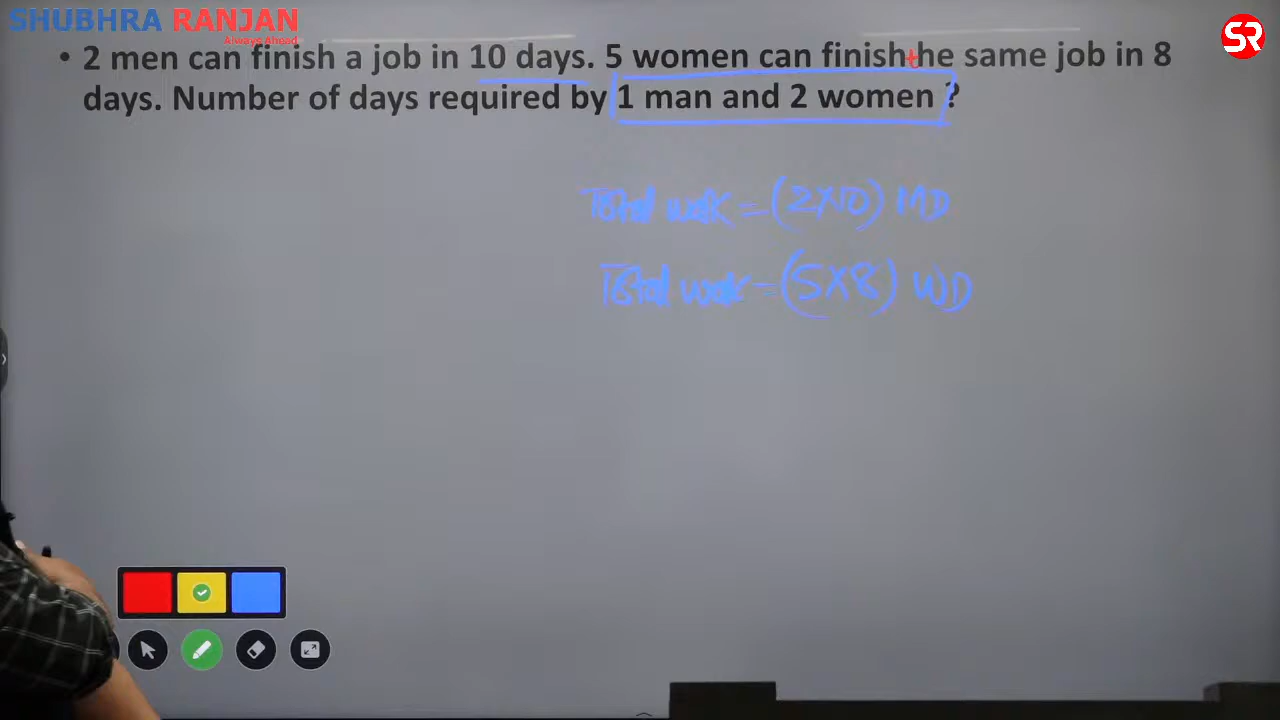 SHUBHRA RANJAN
Always Ahead
SR
• 2 men can finish a job in 10 days. 5 women can finish the same job in 8
days. Number of days required by 1 man and 2 women ?
Total work = (2×10) MD
Total work = (5×8) WD